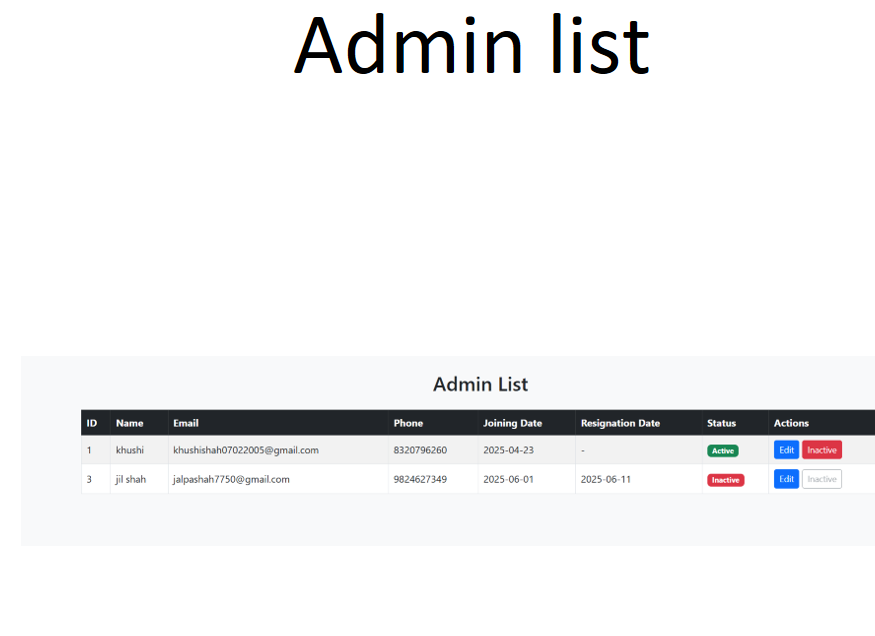 Admin list
Admin List
ID Name Email Phone Joining Date Resignation Date Status Actions
1 khushi khushishah07022005@gmail.com 8320796260 2025-04-23 - Active Edit Inactive
3 jil shah jalpashah7750@gmail.com 9824627349 2025-06-01 2025-06-11 Inactive Edit Inactive